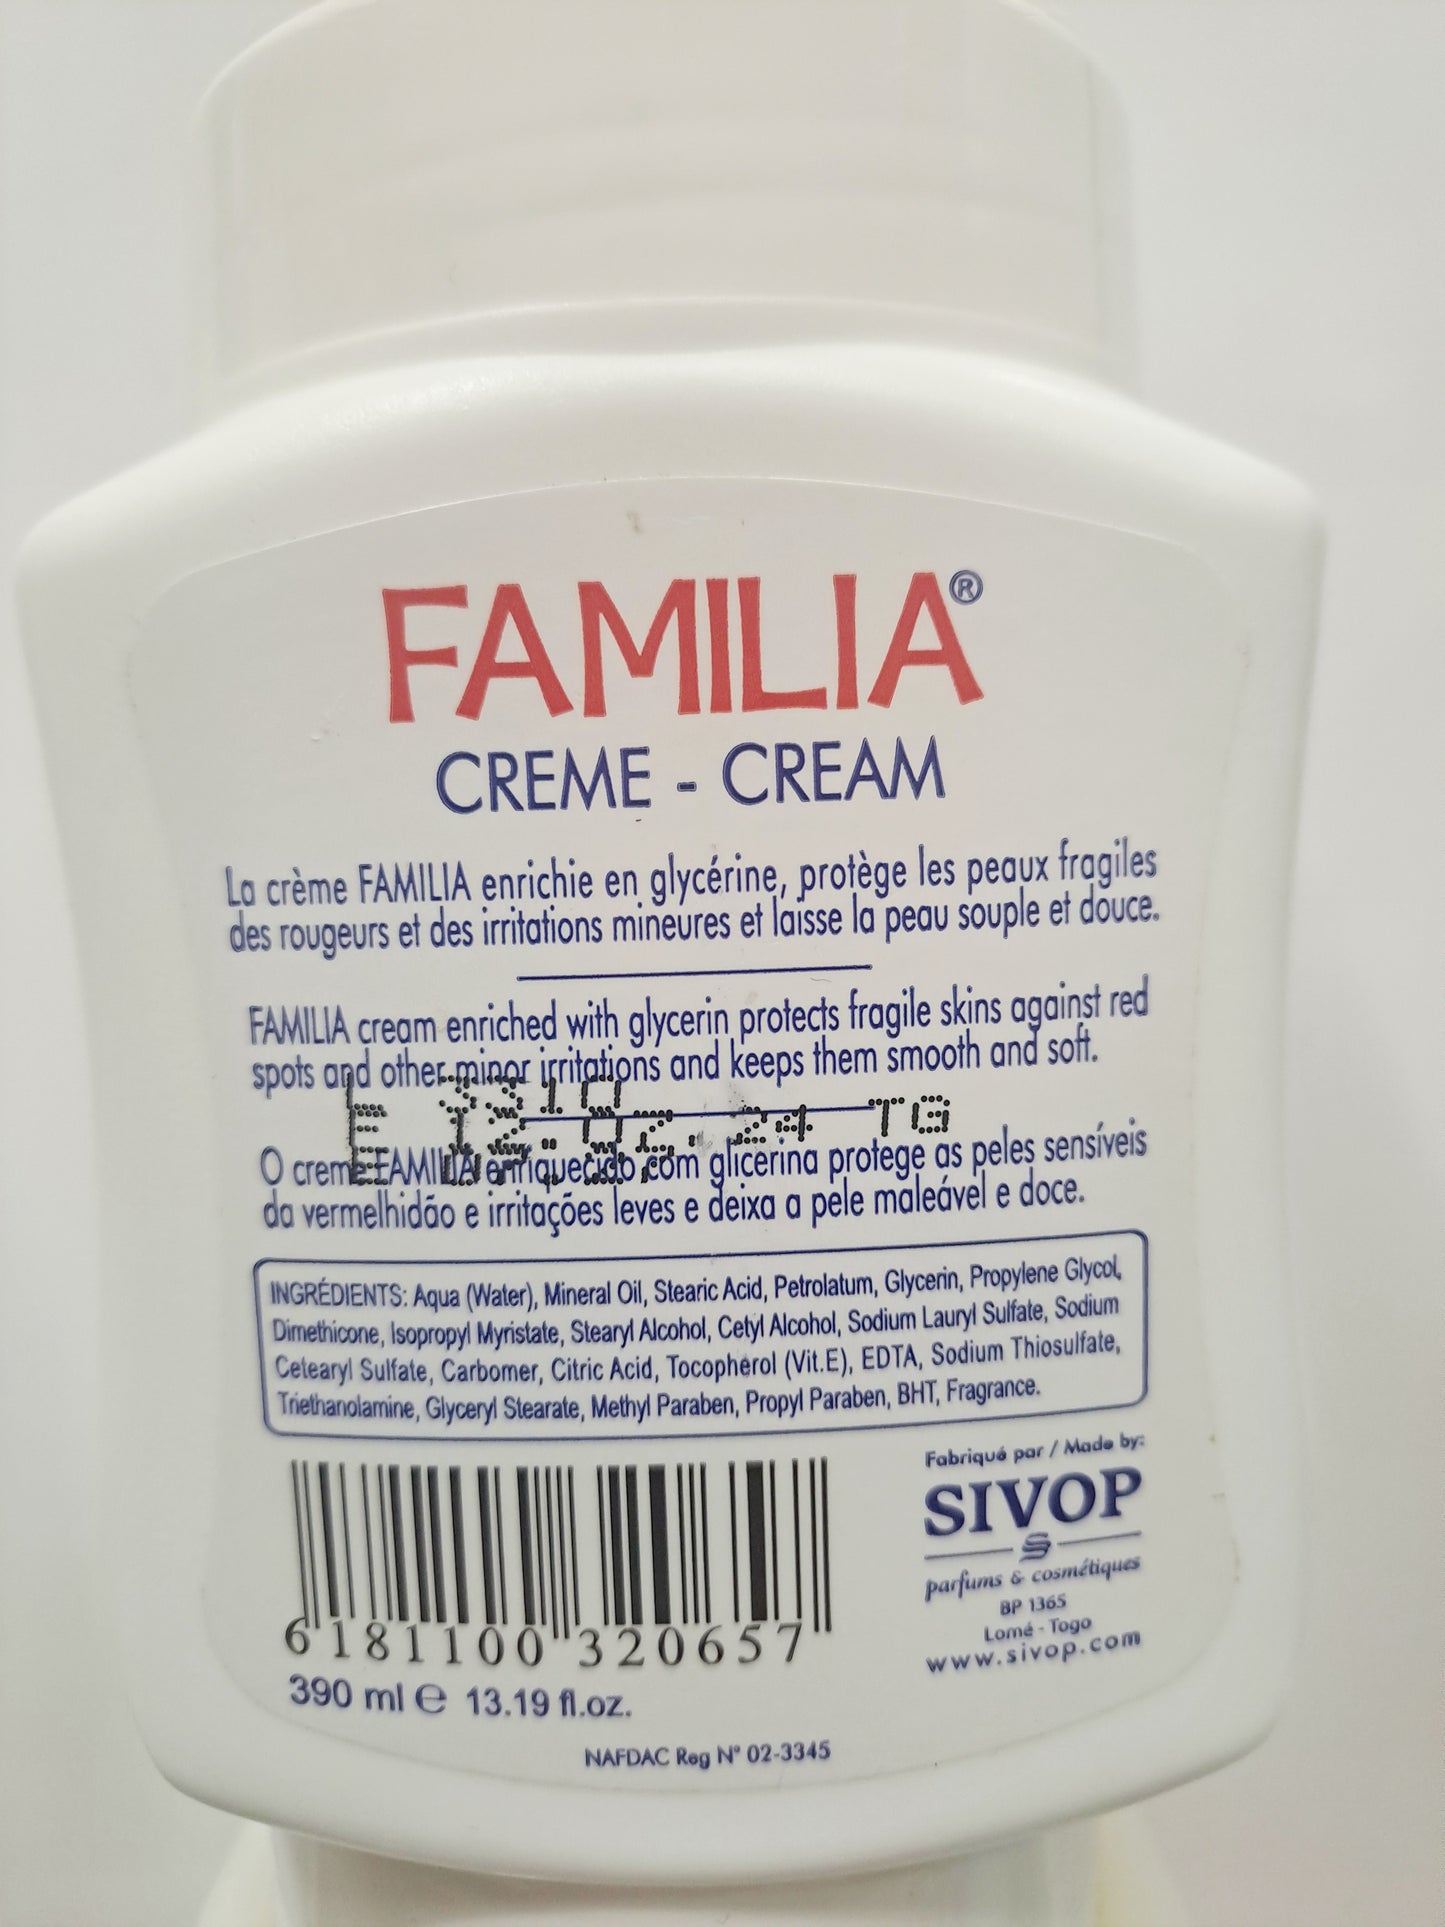 FAMILIA®
CREME - CREAM
La crème FAMILIA enrichie en glycérine, protège les peaux fragiles
des rougeurs et des irritations mineures et laisse la peau souple et douce.
FAMILIA cream enriched with glycerin protects fragile skins against red
spots and other minor irritations and keeps them smooth and soft.
24 TG
O creme FAMILIA enriquecido com glicerina protege as peles sensíveis
da vermelhidão e irritações leves e deixa a pele maleável e doce.
INGRÉDIENTS: Aqua (Water), Mineral Oil, Stearic Acid, Petrolatum, Glycerin, Propylene Glycol,
Dimethicone, Isopropyl Myristate, Stearyl Alcohol, Cetyl Alcohol, Sodium Lauryl Sulfate, Sodium
Cetearyl Sulfate, Carbomer, Citric Acid, Tocopherol (Vit.E), EDTA, Sodium Thiosulfate,
Triethanolamine, Glyceryl Stearate, Methyl Paraben, Propyl Paraben, BHT, Fragrance.
Fabriqué par / Made by:
SIVOP
parfums & cosmétiques
BP 1365
Lomé - Togo
www.sivop.com
6 181100 320657
390 ml ℮ 13.19 fl.oz.
NAFDAC Reg N° 02-3345